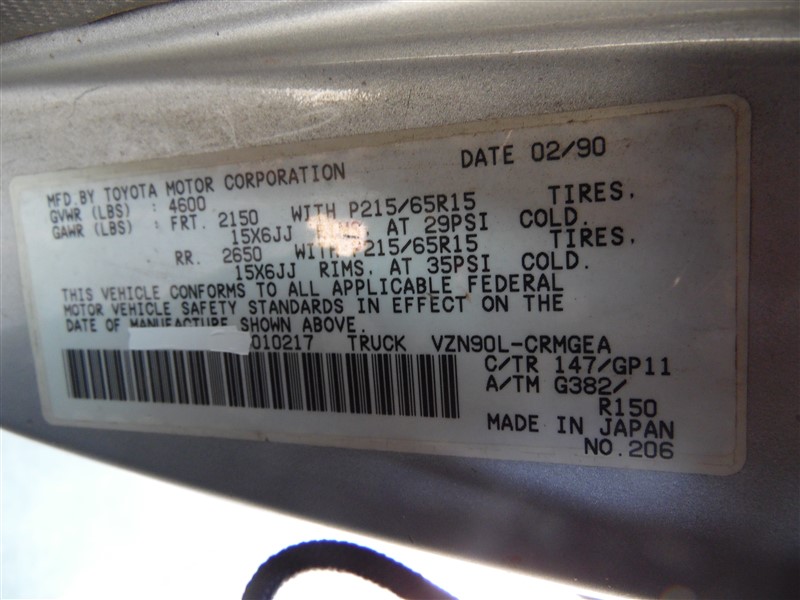 DATE 02/90
MFD.BY TOYOTA MOTOR CORPORATION
GVWR (LBS) : 4600
GAWR (LBS) : FRT. 2150 WITH P215/65R15 TIRES,
15X6JJ RIMS, AT 29PSI COLD.
RR. 2650 WITH P215/65R15 TIRES,
15X6JJ RIMS, AT 35PSI COLD.
THIS VEHICLE CONFORMS TO ALL APPLICABLE FEDERAL
MOTOR VEHICLE SAFETY STANDARDS IN EFFECT ON THE
DATE OF MANUFACTURE SHOWN ABOVE.
010217 TRUCK VZN90L-CRMGEA
C/TR 147/GP11
A/TM G382/
R150
MADE IN JAPAN
NO.206